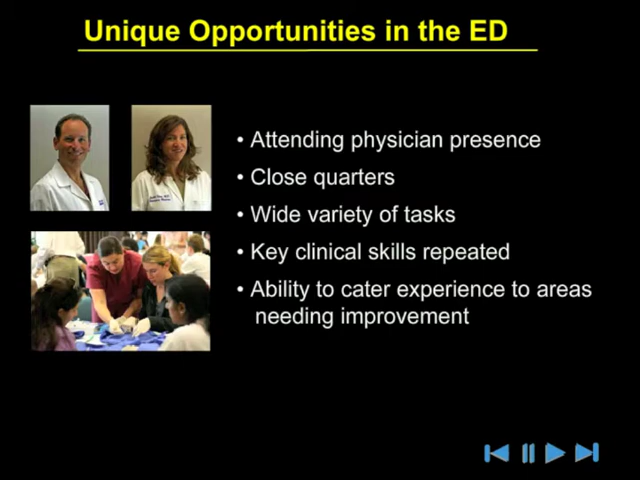 Unique Opportunities in the ED
• Attending physician presence
• Close quarters
• Wide variety of tasks
• Key clinical skills repeated
• Ability to cater experience to areas
needing improvement